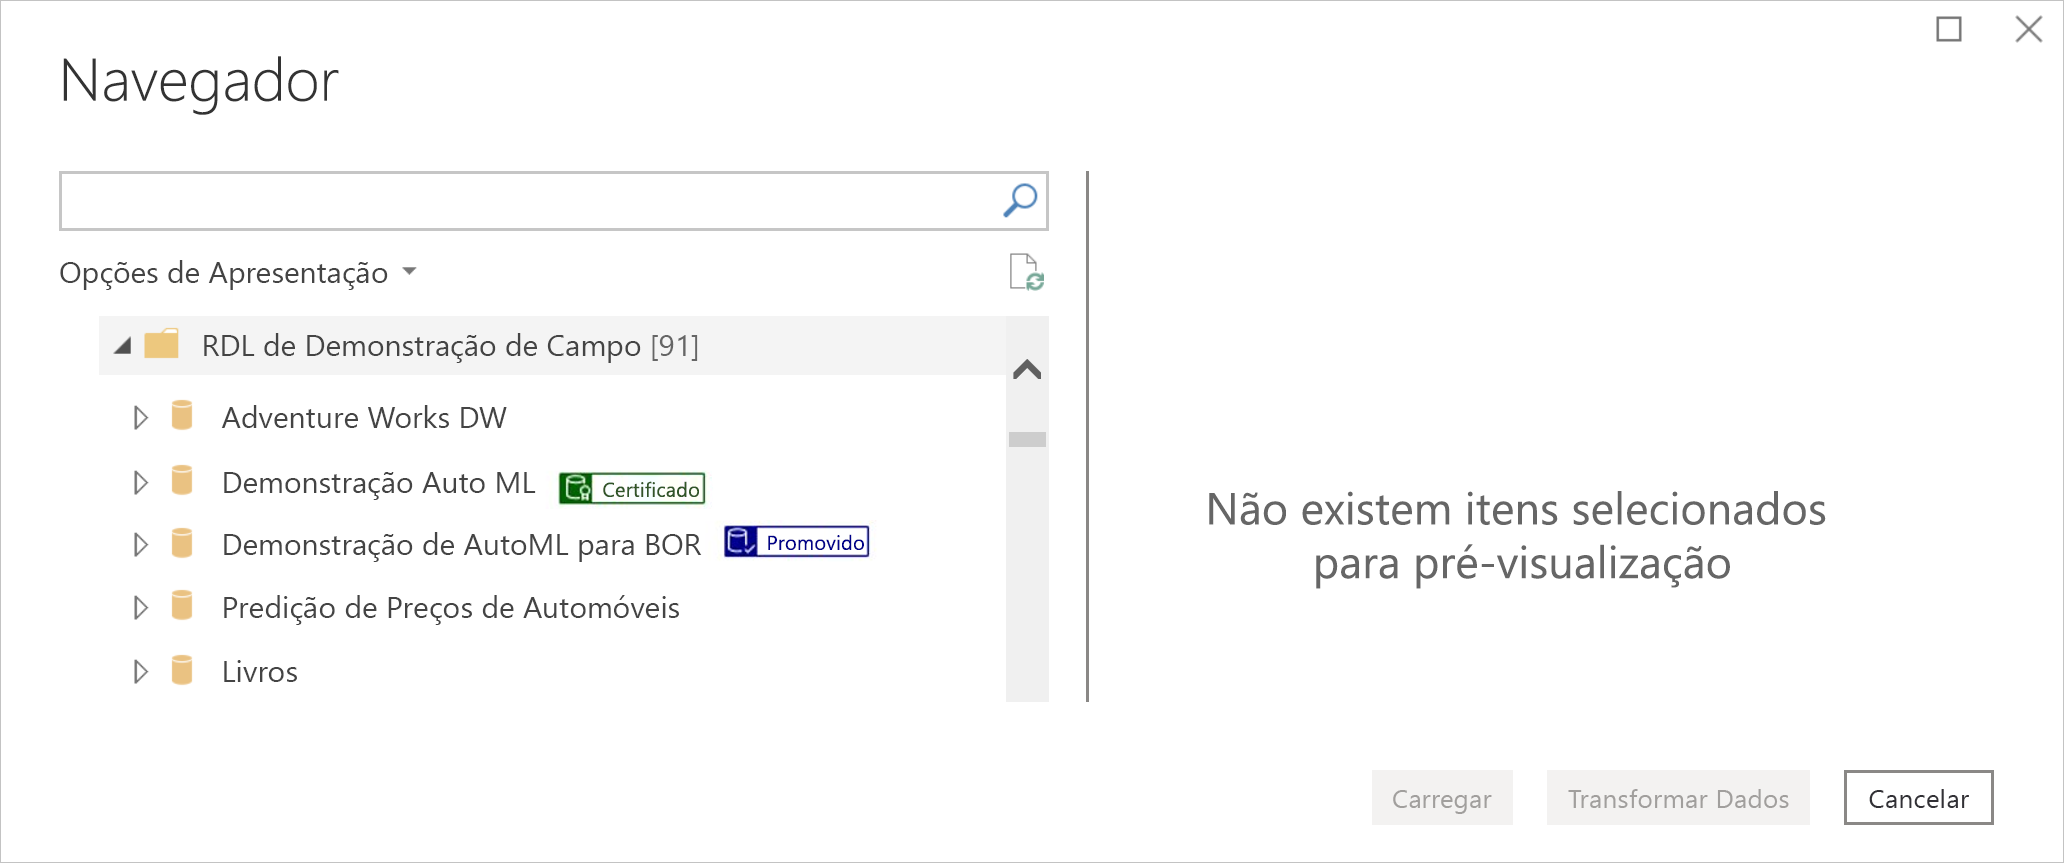 Navegador
Opções de Apresentação
RDL de Demonstração de Campo [91]
Adventure Works DW
Demonstração Auto ML Certificado
Demonstração de AutoML para BOR Promovido
Predição de Preços de Automóveis
Livros
Não existem itens selecionados
para pré-visualização
Carregar Transformar Dados Cancelar